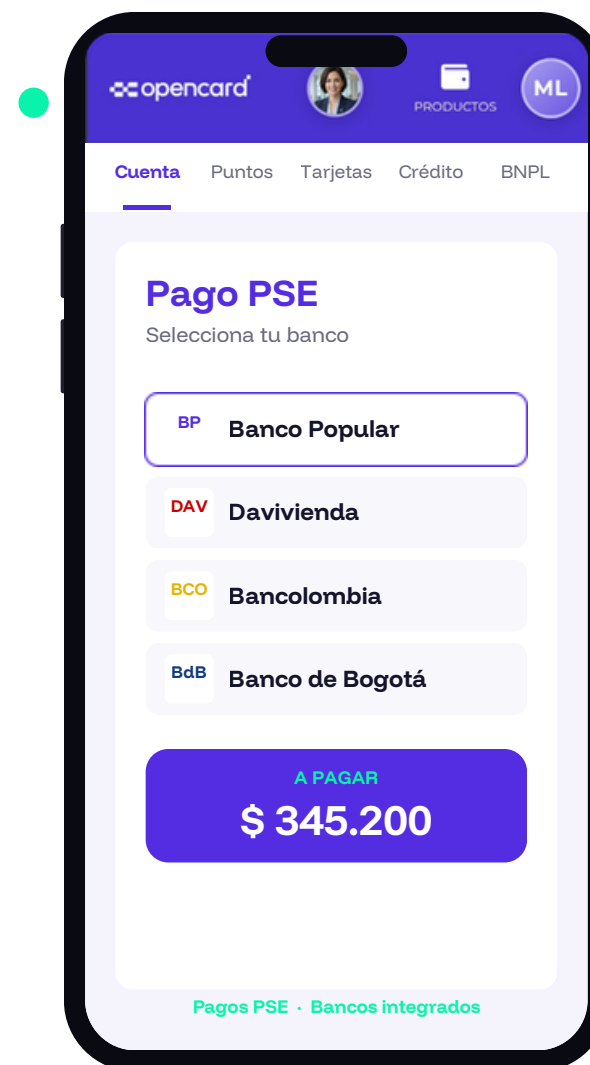 opencard
PRODUCTOS
ML
Cuenta Puntos Tarjetas Crédito BNPL
Pago PSE
Selecciona tu banco
BP Banco Popular
DAV Davivienda
BCO Bancolombia
BdB Banco de Bogotá
A PAGAR
$ 345.200
Pagos PSE · Bancos integrados